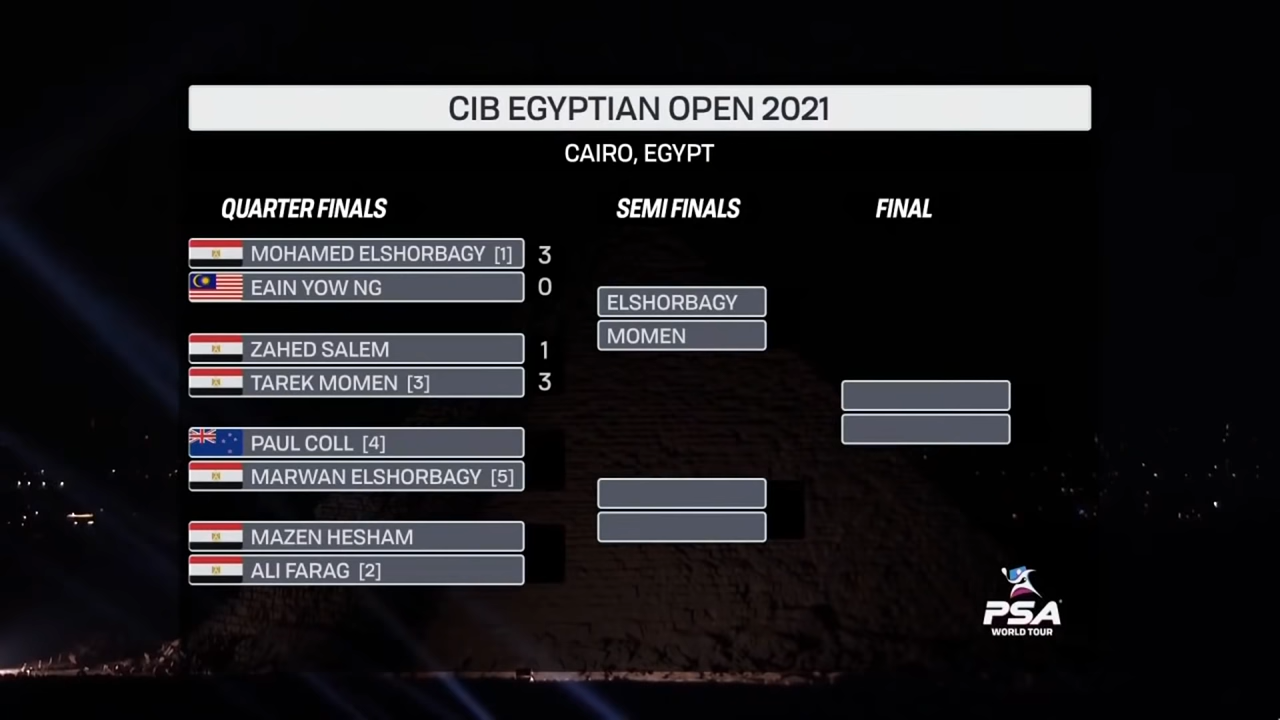 CIB EGYPTIAN OPEN 2021
CAIRO, EGYPT
QUARTER FINALS
SEMI FINALS
FINAL
MOHAMED ELSHORBAGY [1] 3
EAIN YOW NG 0
ZAHED SALEM 1
TAREK MOMEN [3] 3
PAUL COLL [4]
MARWAN ELSHORBAGY [5]
MAZEN HESHAM
ALI FARAG [2]
ELSHORBAGY
MOMEN
PSA
WORLD TOUR